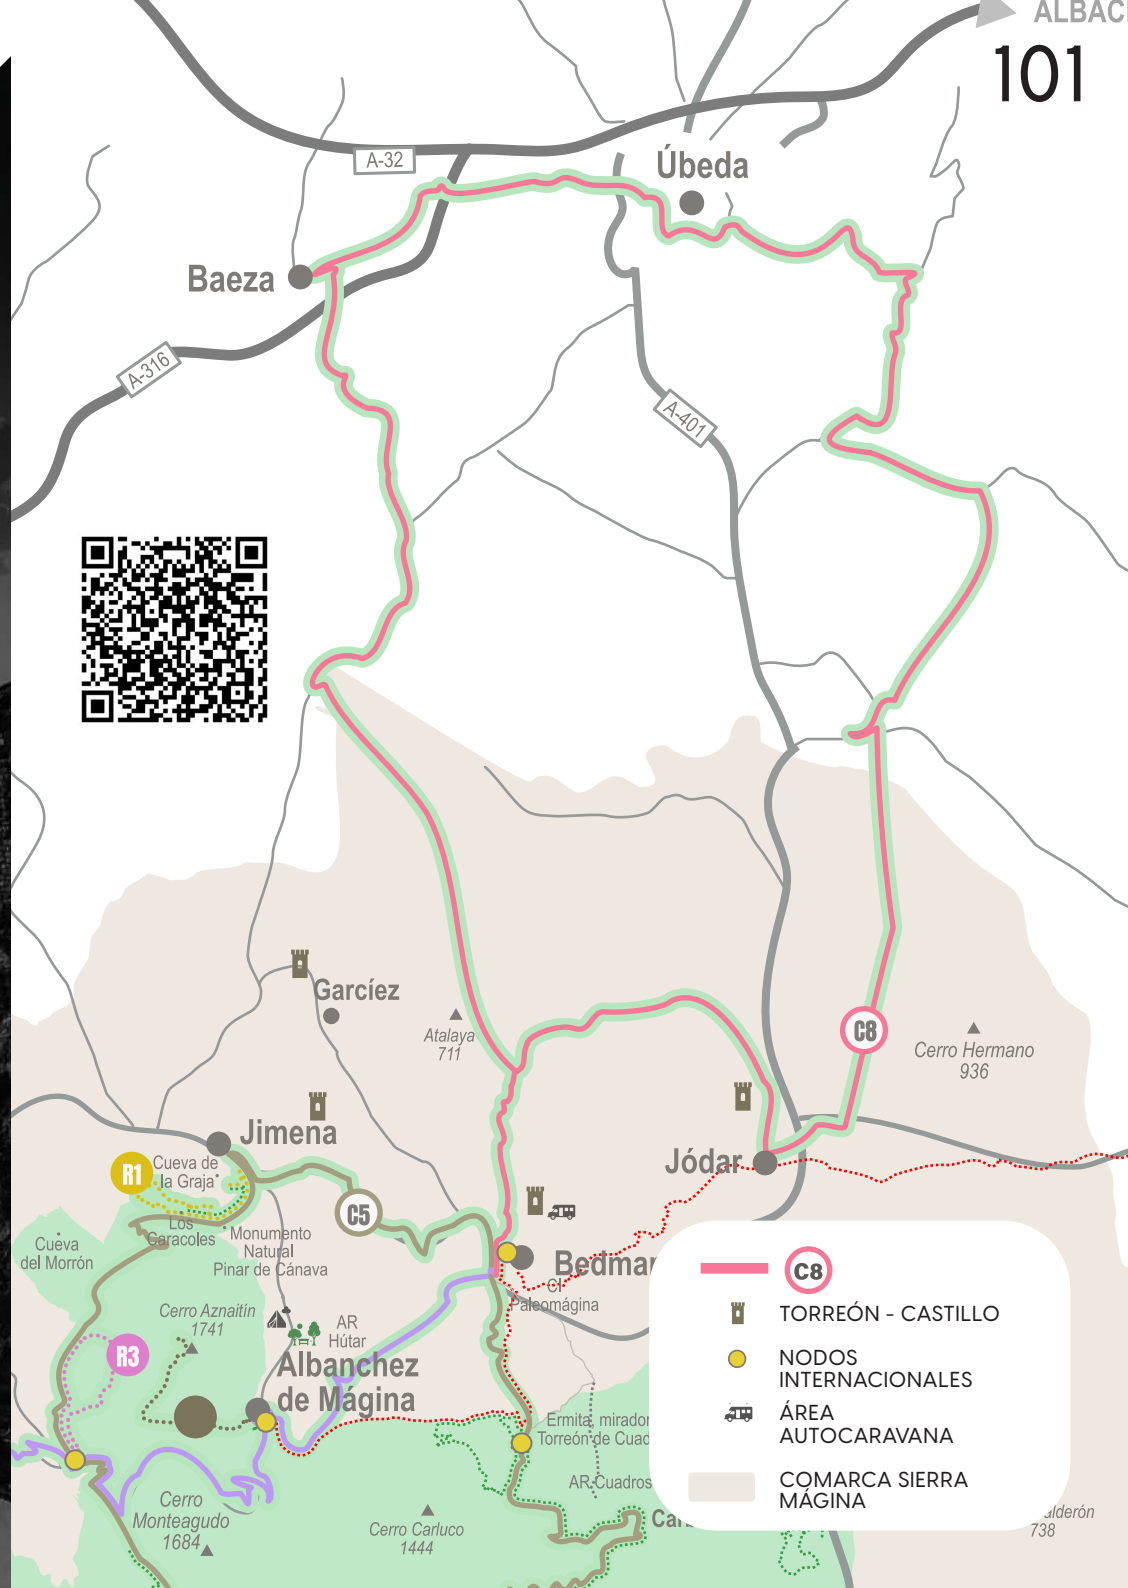 ALBAC
101
A-32
Úbeda
Baeza
A-316
A-401
Garcíez
Atalaya
711
C8
Cerro Hermano
936
Jimena
Jódar
R1
Cueva de
la Graja
C5
Los
Caracoles
Monumento
Natural
Pinar de Cánava
Cueva
del Morrón
Bedmar
CI
Paleomágina
Cerro Aznaitín
1741
AR
Hútar
R3
Albanchez
de Mágina
Ermita, mirador
Torreón de Cuad
AR Cuadros
Cerro
Monteagudo
1684
Cerro Carluco
1444
Car
alderón
738
C8
TORREÓN - CASTILLO
NODOS
INTERNACIONALES
ÁREA
AUTOCARAVANA
COMARCA SIERRA
MÁGINA